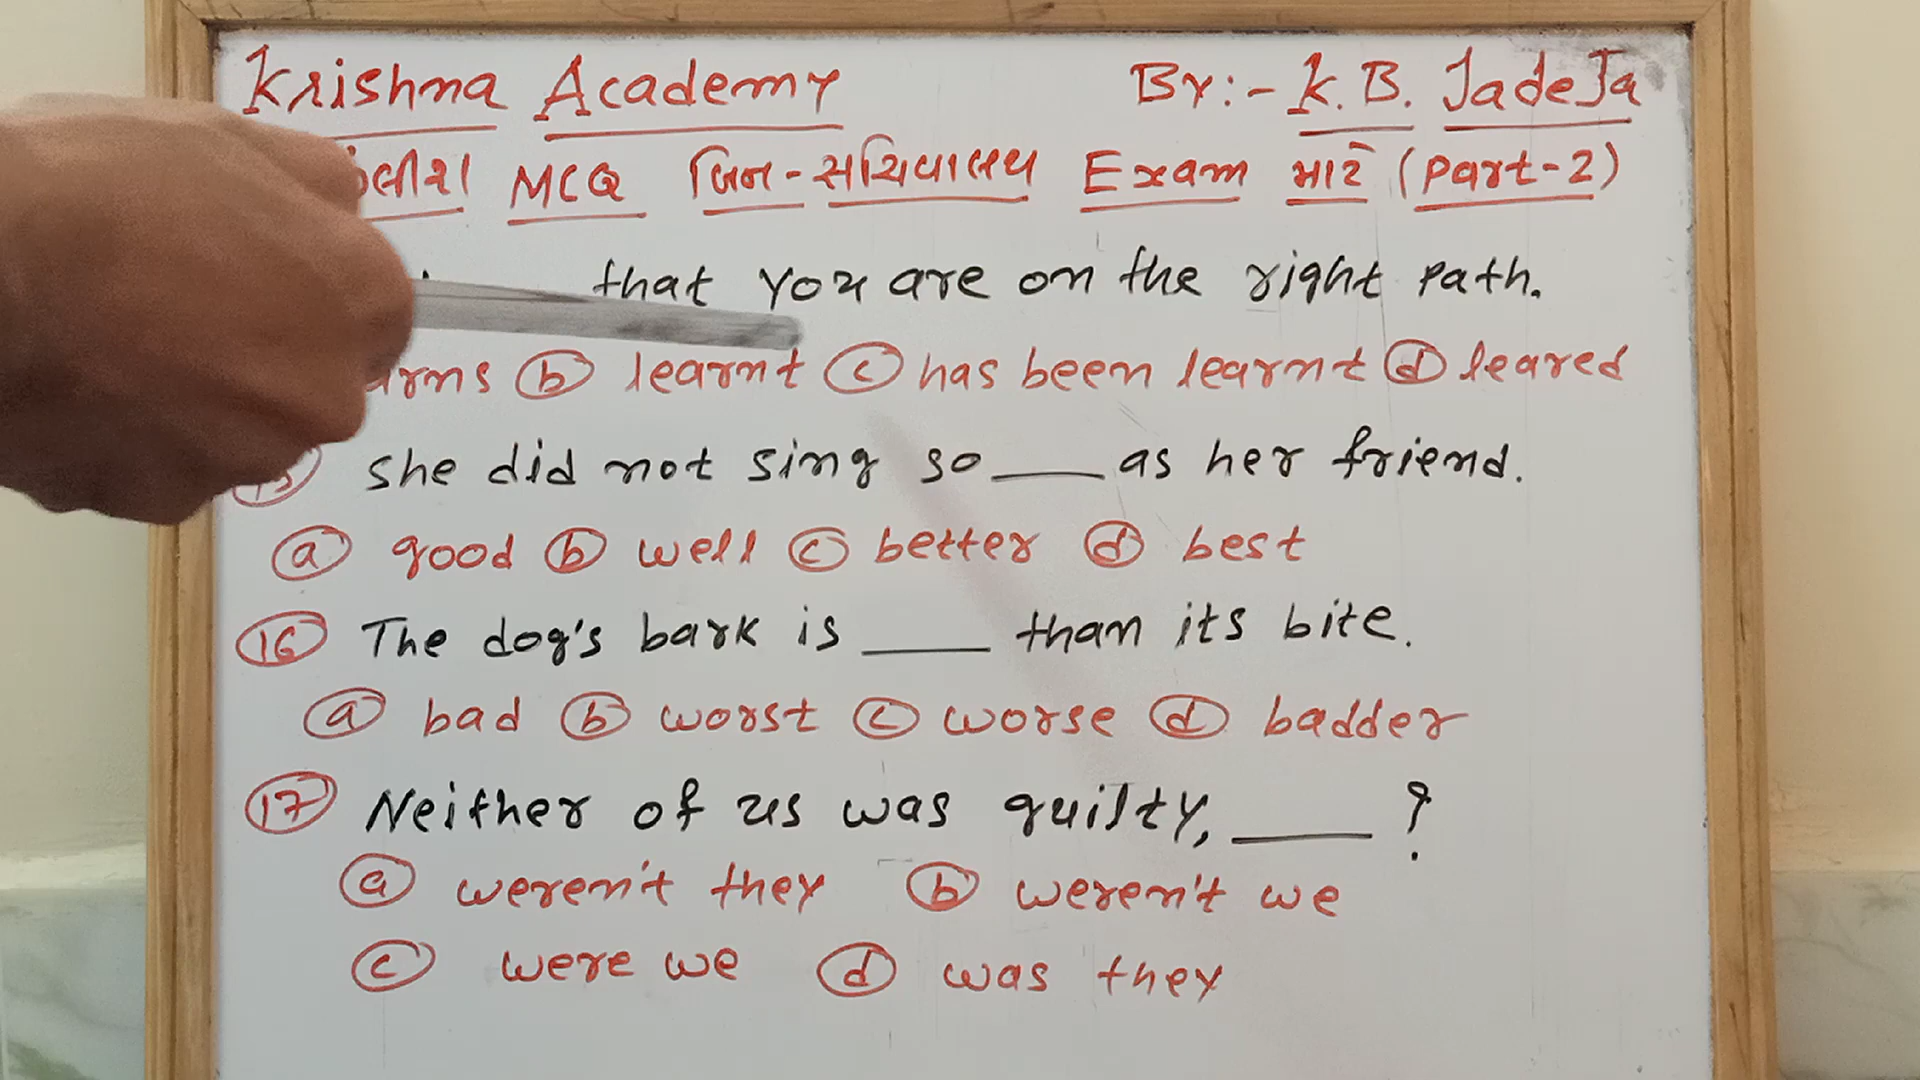 Krishna Academy By:- K. B. JadeJa
MCQ બિન-સચિવાલય Exam માટે (Part-2)
that you are on the right path.
ⓑ learnt ⓒ has been learnt ⓓ leared
she did not sing so ____ as her friend.
ⓐ good ⓑ well ⓒ better ⓓ best
⑯ The dog's bark is ____ than its bite.
ⓐ bad ⓑ worst ⓒ worse ⓓ badder
⑰ Neither of us was guilty, ____ ?
ⓐ weren't they ⓑ weren't we
ⓒ were we ⓓ was they